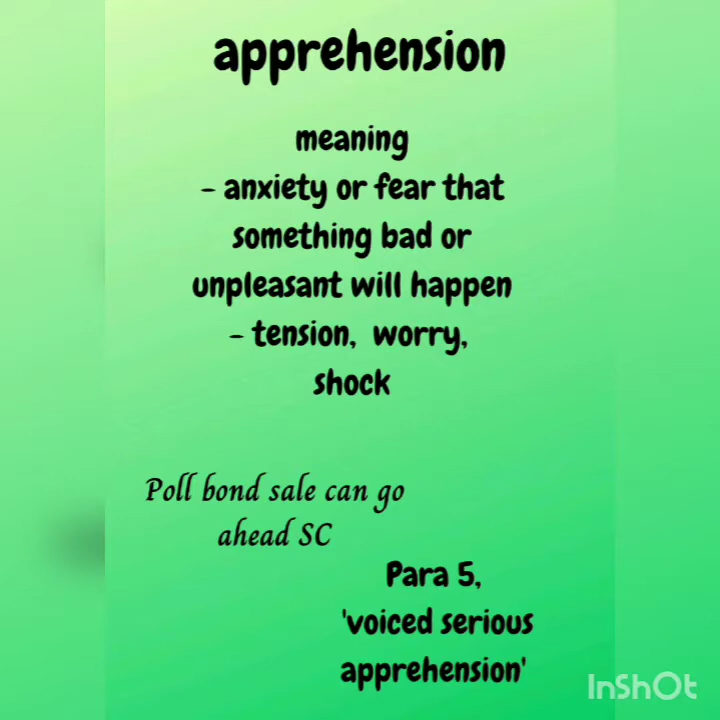 apprehension
meaning
- anxiety or fear that
something bad or
unpleasant will happen
- tension, worry,
shock
Poll bond sale can go
ahead SC
Para 5,
'voiced serious
apprehension'
InShOt